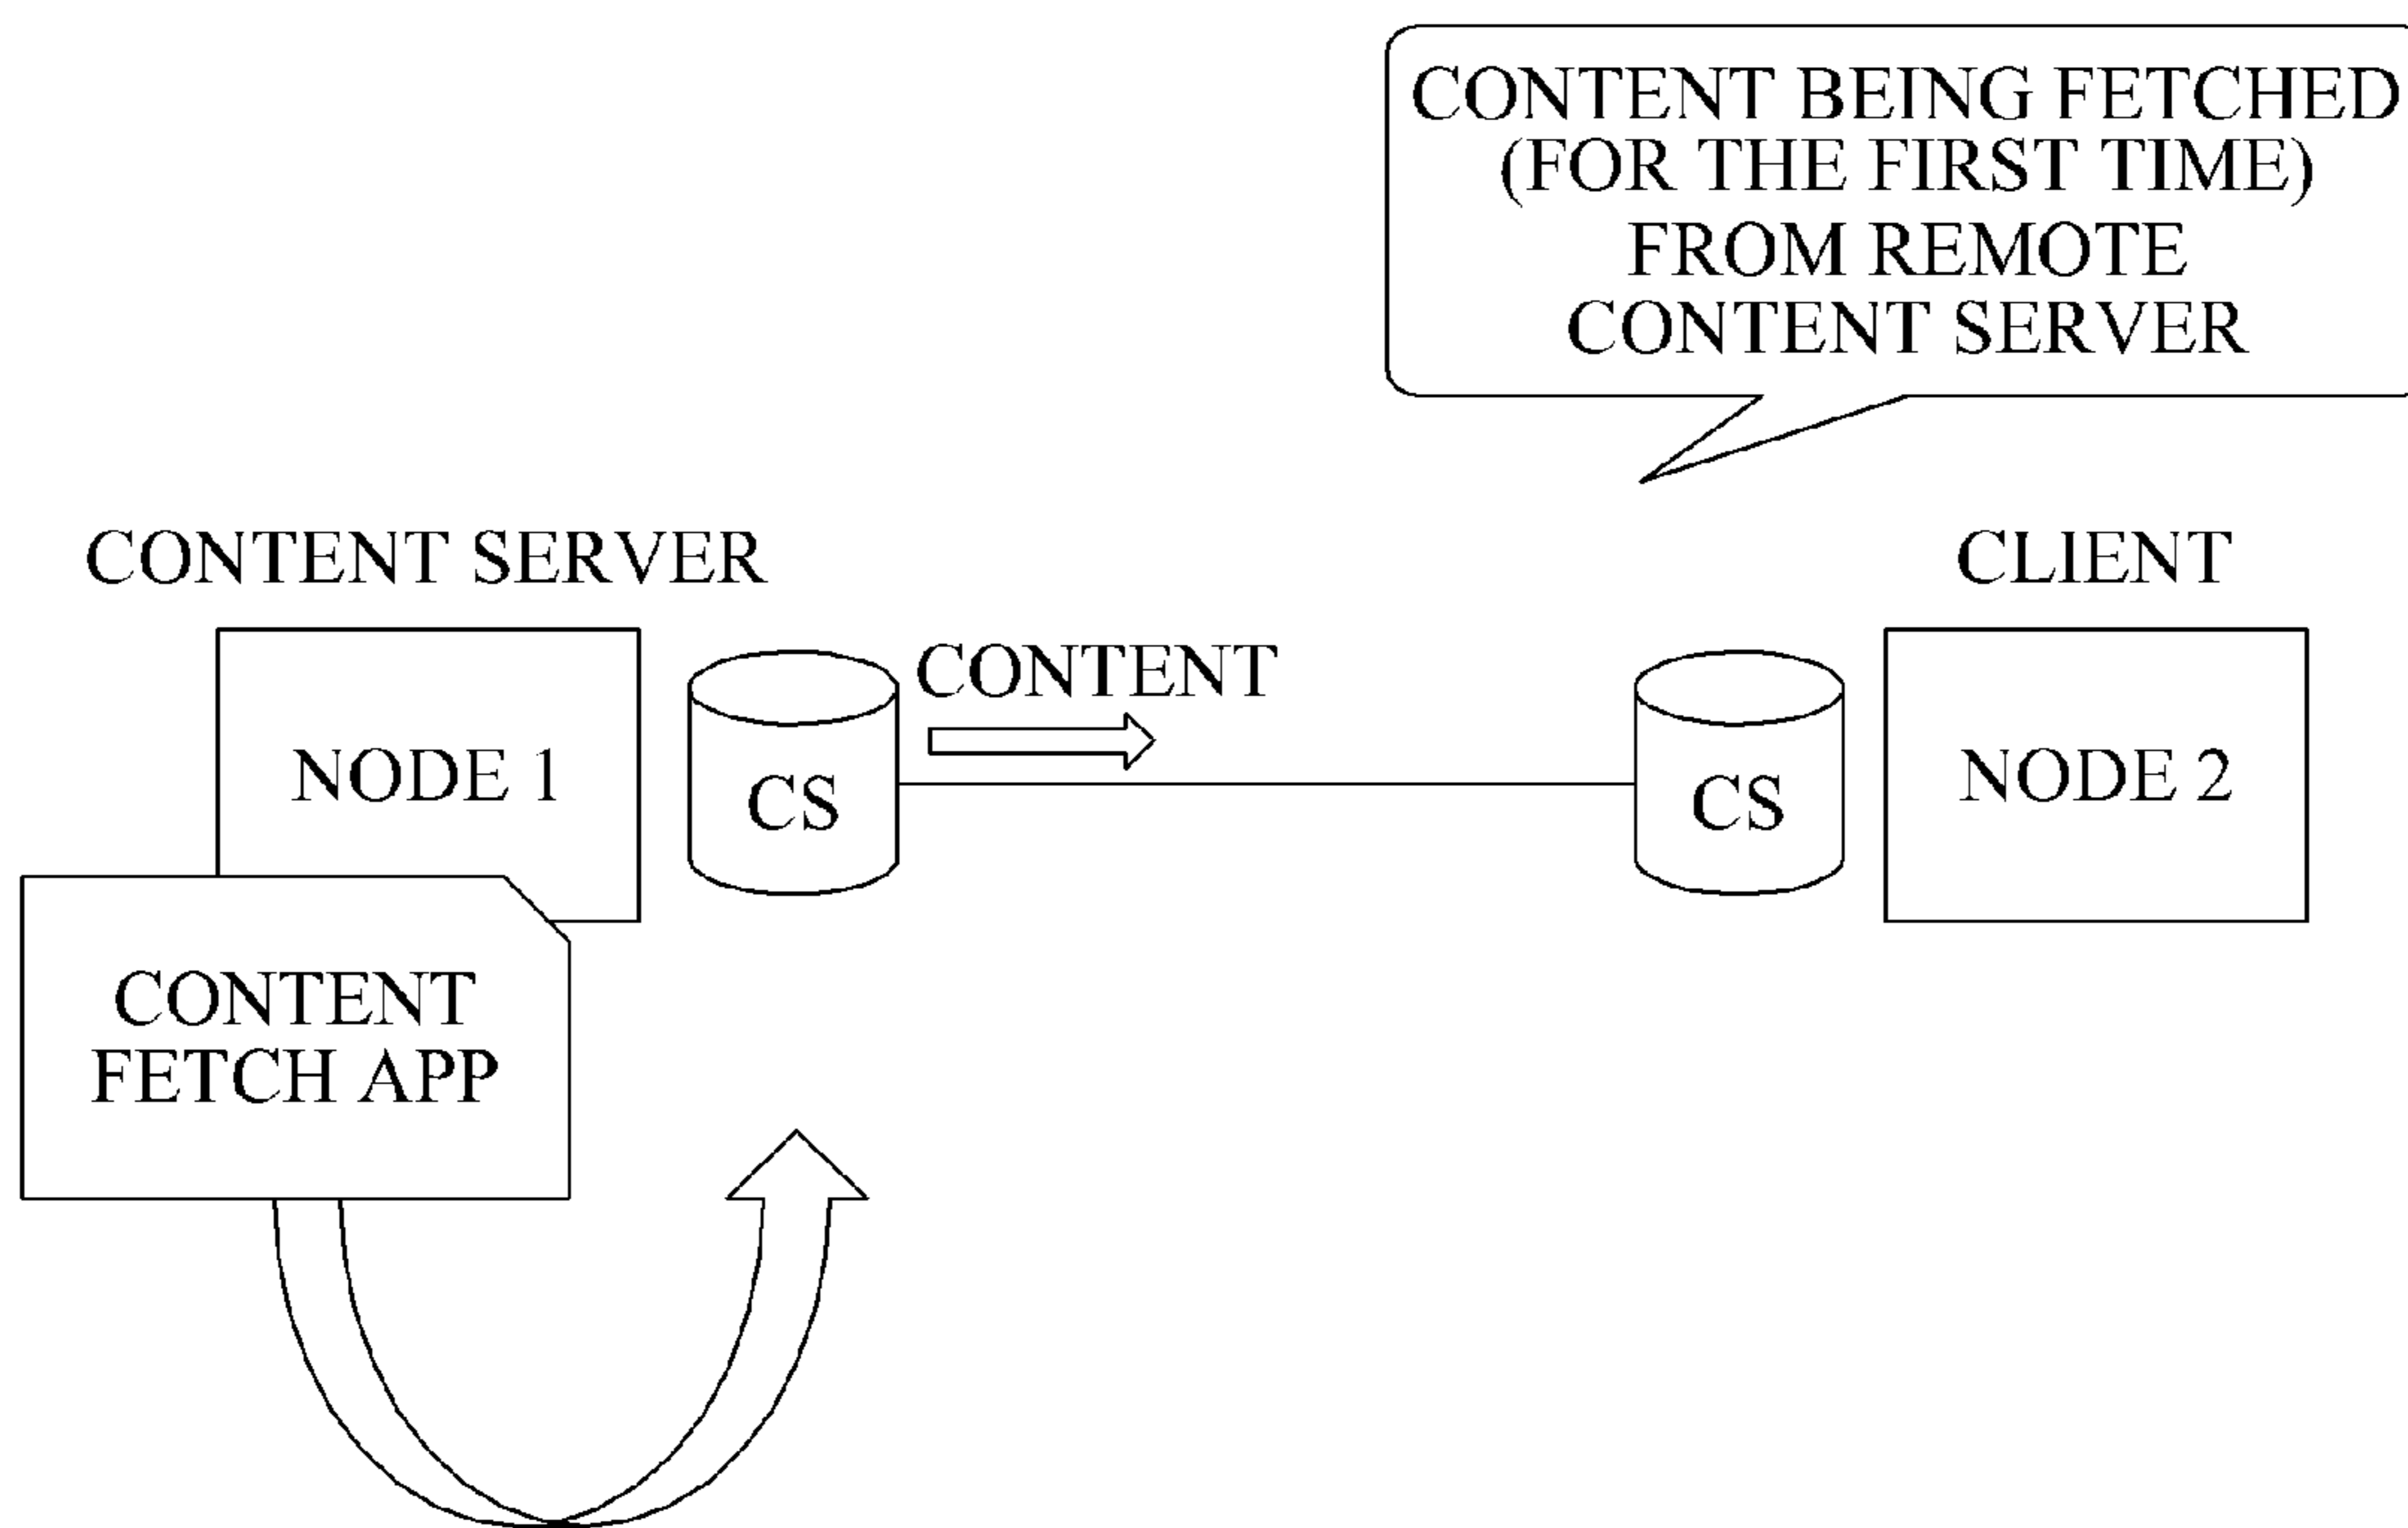 CONTENT BEING FETCHED
(FOR THE FIRST TIME)
FROM REMOTE
CONTENT SERVER
CONTENT SERVER
CLIENT
CONTENT
NODE 1
CS
CS
NODE 2
CONTENT
FETCH APP